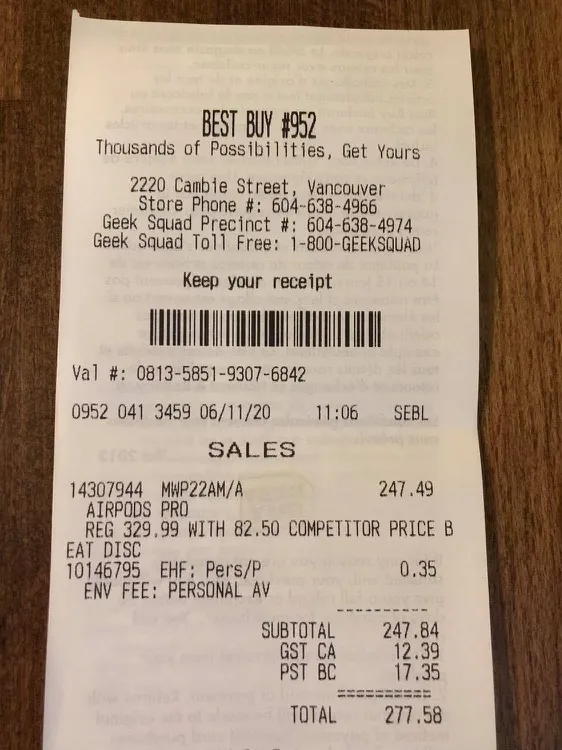 BEST BUY #952
Thousands of Possibilities, Get Yours
2220 Cambie Street, Vancouver
Store Phone #: 604-638-4966
Geek Squad Precinct #: 604-638-4974
Geek Squad Toll Free: 1-800-GEEKSQUAD
Keep your receipt
Val #: 0813-5851-9307-6842
0952 041 3459 06/11/20 11:06 SEBL
SALES
14307944 MWP22AM/A 247.49
AIRPODS PRO
REG 329.99 WITH 82.50 COMPETITOR PRICE B
EAT DISC
10146795 EHF: Pers/P 0.35
ENV FEE: PERSONAL AV
SUBTOTAL 247.84
GST CA 12.39
PST BC 17.35
TOTAL 277.58